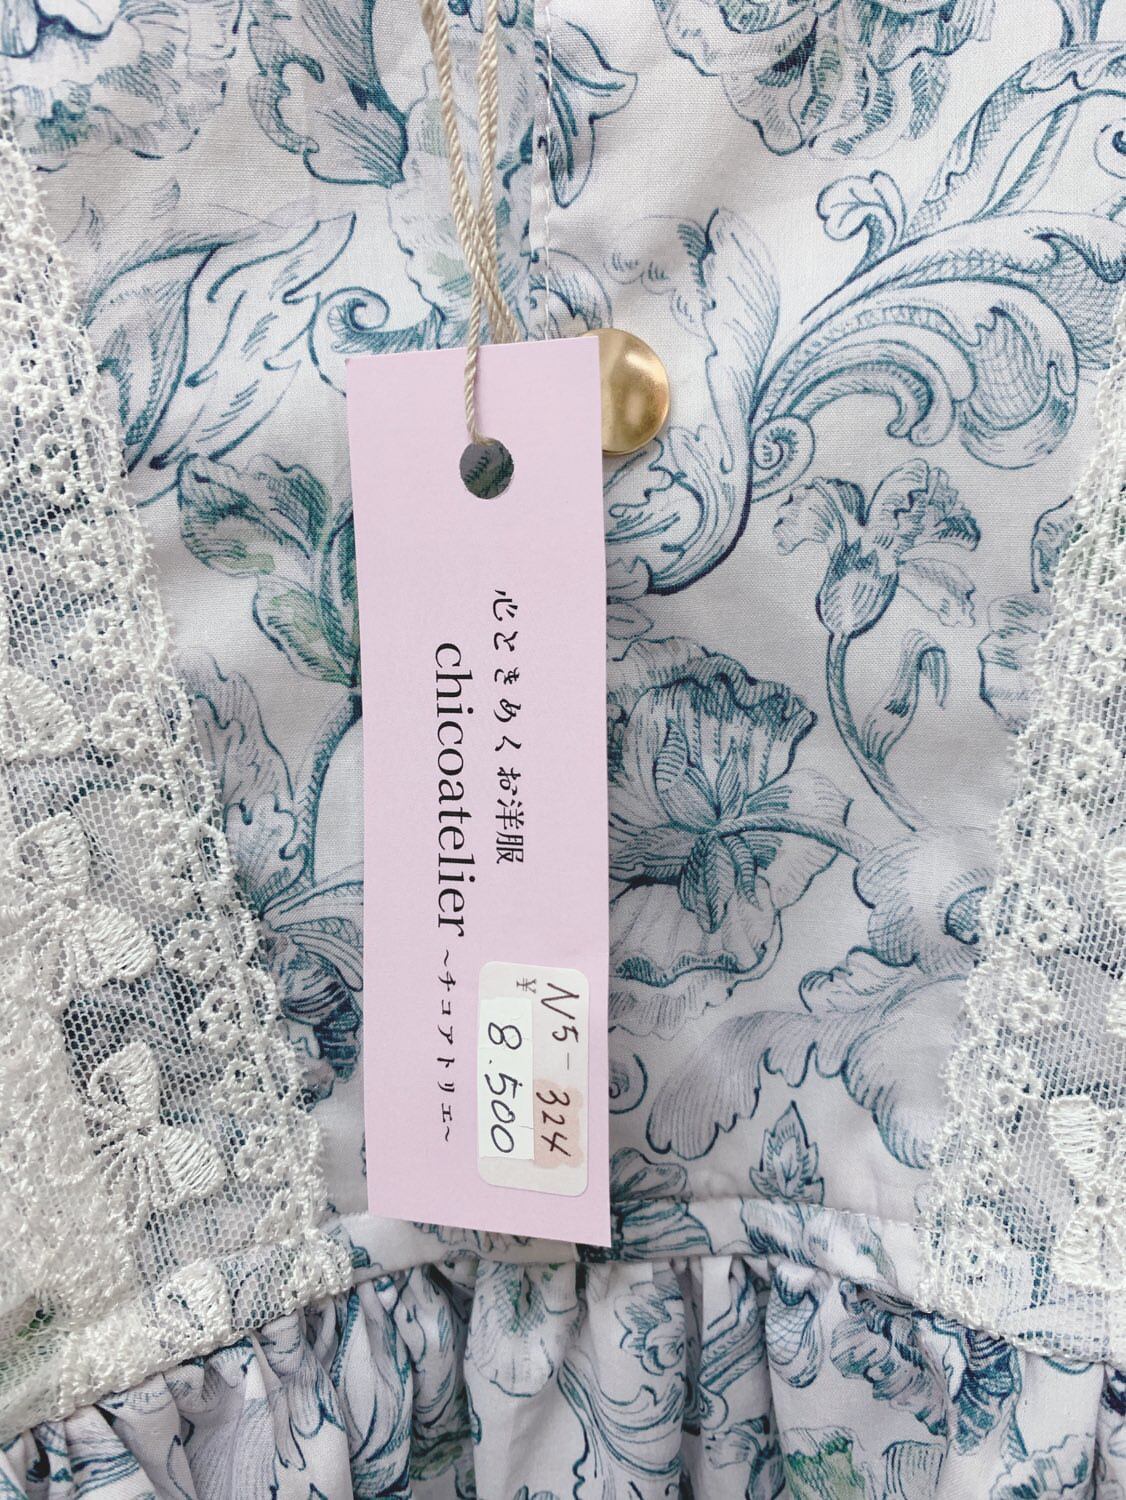 心ときめくお洋服
chicoatelier ～チコアトリエ～
N5-324
¥ 8.500